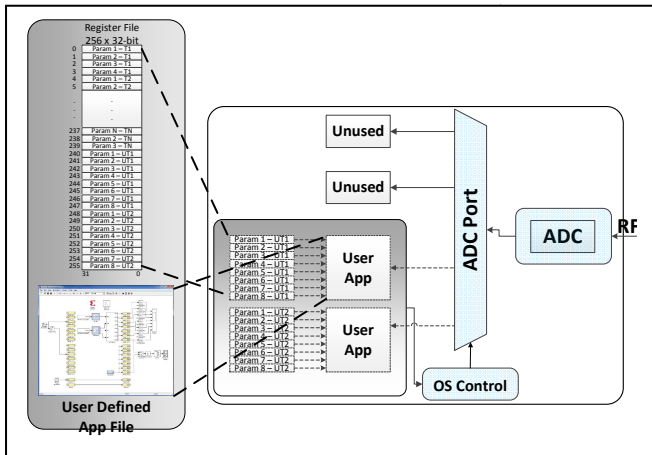 Register File
256 x 32-bit
0 Param 1 – T1
1 Param 2 – T1
2 Param 3 – T1
3 Param 4 – T1
4 Param 1 – T2
5 Param 2 – T2
237 Param N – TN
238 Param 2 – TN
239 Param 3 – TN
240 Param 1 – UT1
241 Param 2 – UT1
242 Param 3 – UT1
243 Param 4 – UT1
244 Param 5 – UT1
245 Param 6 – UT1
246 Param 7 – UT1
247 Param 8 – UT1
248 Param 1 – UT2
249 Param 2 – UT2
250 Param 3 – UT2
251 Param 4 – UT2
252 Param 5 – UT2
253 Param 6 – UT2
254 Param 7 – UT2
255 Param 8 – UT2
31 0
User Defined
App File
Unused
Unused
Param 1 – UT1
Param 2 – UT1
Param 3 – UT1
Param 4 – UT1
Param 5 – UT1
Param 6 – UT1
Param 7 – UT1
Param 8 – UT1
User
App
Param 1 – UT2
Param 2 – UT2
Param 3 – UT2
Param 4 – UT2
Param 5 – UT2
Param 6 – UT2
Param 7 – UT2
Param 8 – UT2
User
App
ADC Port
ADC
RF
OS Control